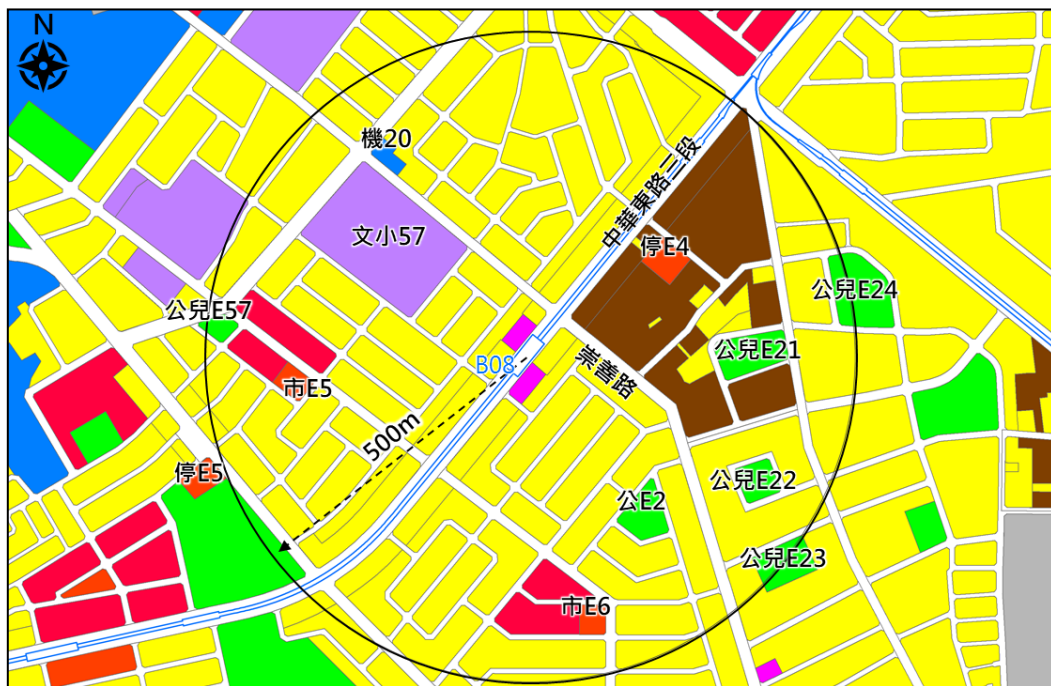 N
機20
中華東路三段
文小57
停E4
公兒E24
公兒E57
公兒E21
B08
崇善路
市E5
500m
停E5
公兒E22
公E2
公兒E23
市E6